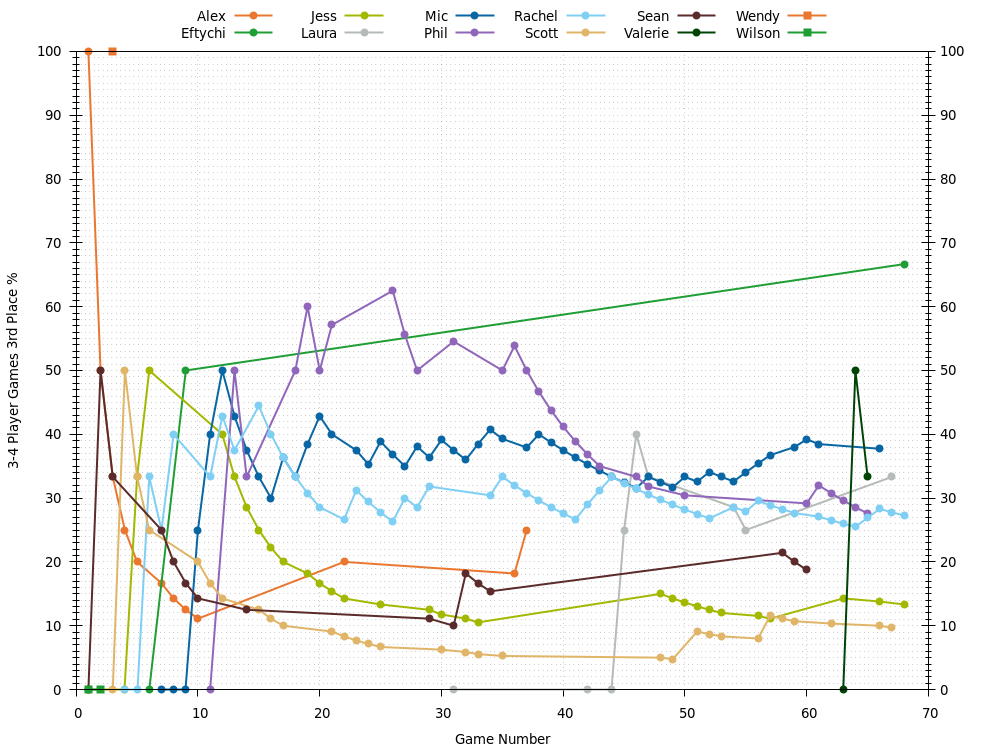 Alex Jess Mic Rachel Sean Wendy
Eftychi Laura Phil Scott Valerie Wilson
100 100
90 90
80 80
70 70
60 60
50 50
40 40
30 30
20 20
10 10
0 0
3-4 Player Games 3rd Place %
0 10 20 30 40 50 60 70
Game Number